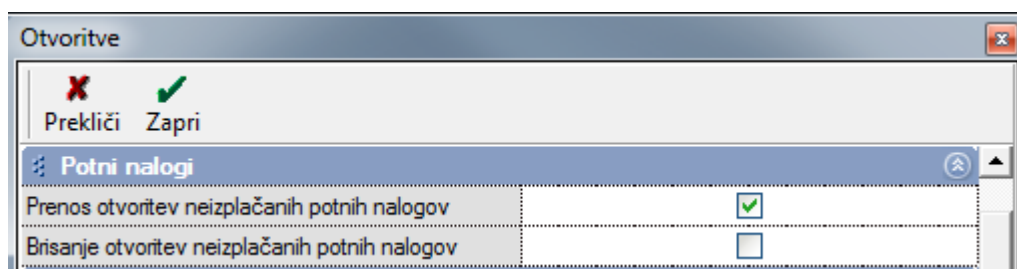 Otvoritve
Prekliči Zapri
Potni nalogi
Prenos otvoritev neizplačanih potnih nalogov
Brisanje otvoritev neizplačanih potnih nalogov